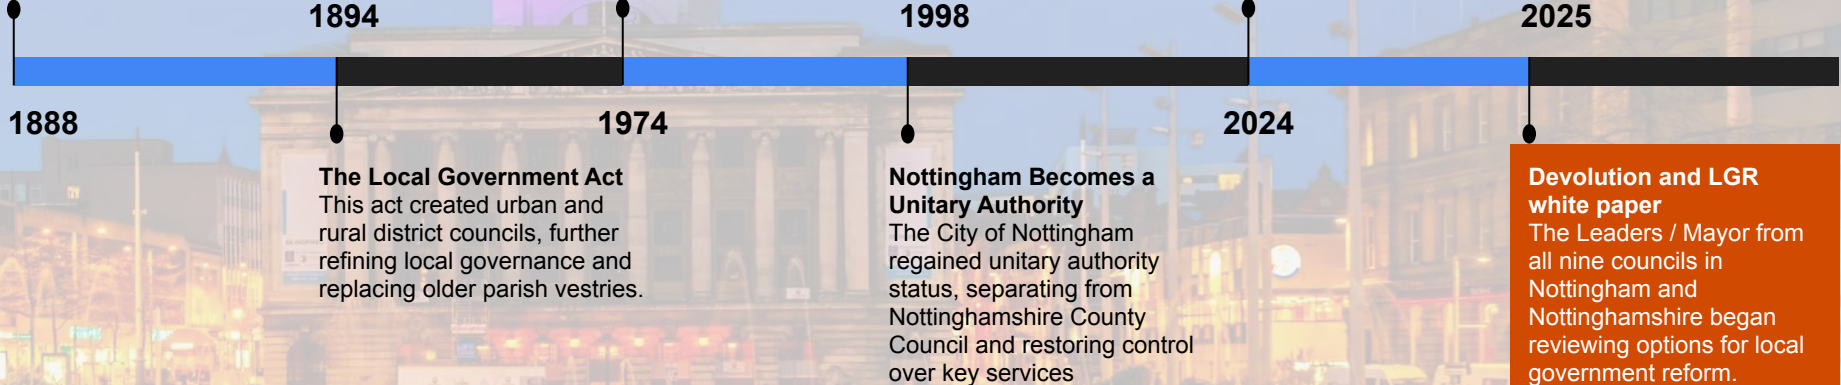 1894
1998
2025
1888
1974
2024
The Local Government Act
This act created urban and
rural district councils, further
refining local governance and
replacing older parish vestries.
Nottingham Becomes a
Unitary Authority
The City of Nottingham
regained unitary authority
status, separating from
Nottinghamshire County
Council and restoring control
over key services
Devolution and LGR
white paper
The Leaders / Mayor from
all nine councils in
Nottingham and
Nottinghamshire began
reviewing options for local
government reform.